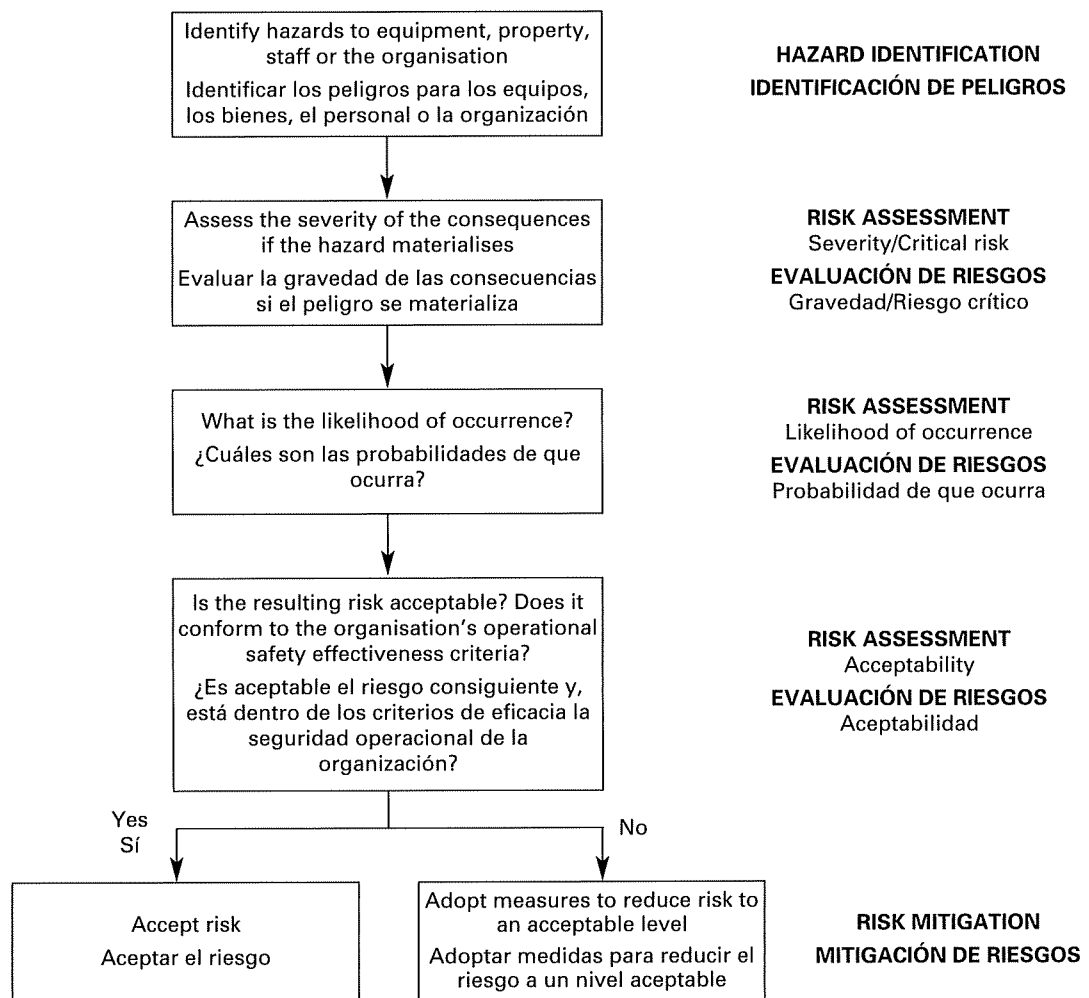 Identify hazards to equipment, property,
staff or the organisation
Identificar los peligros para los equipos,
los bienes, el personal o la organización
HAZARD IDENTIFICATION
IDENTIFICACIÓN DE PELIGROS
Assess the severity of the consequences
if the hazard materialises
Evaluar la gravedad de las consecuencias
si el peligro se materializa
RISK ASSESSMENT
Severity/Critical risk
EVALUACIÓN DE RIESGOS
Gravedad/Riesgo crítico
What is the likelihood of occurrence?
¿Cuáles son las probabilidades de que
ocurra?
RISK ASSESSMENT
Likelihood of occurrence
EVALUACIÓN DE RIESGOS
Probabilidad de que ocurra
Is the resulting risk acceptable? Does it
conform to the organisation's operational
safety effectiveness criteria?
¿Es aceptable el riesgo consiguiente y,
está dentro de los criterios de eficacia la
seguridad operacional de la
organización?
RISK ASSESSMENT
Acceptability
EVALUACIÓN DE RIESGOS
Aceptabilidad
Yes
Sí
No
Accept risk
Aceptar el riesgo
Adopt measures to reduce risk to
an acceptable level
Adoptar medidas para reducir el
riesgo a un nivel aceptable
RISK MITIGATION
MITIGACIÓN DE RIESGOS